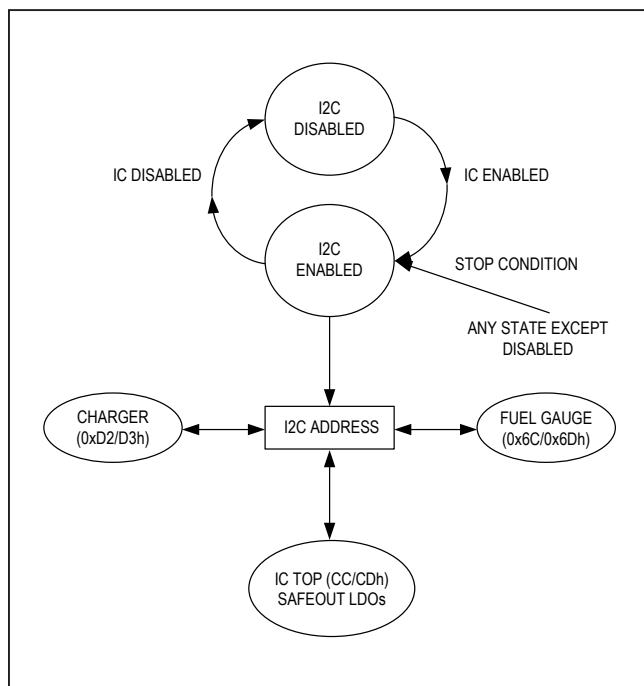 I2C
DISABLED
IC DISABLED
IC ENABLED
I2C
ENABLED
STOP CONDITION
ANY STATE EXCEPT
DISABLED
CHARGER
(0xD2/D3h)
I2C ADDRESS
FUEL GAUGE
(0x6C/0x6Dh)
IC TOP (CC/CDh)
SAFEOUT LDOs